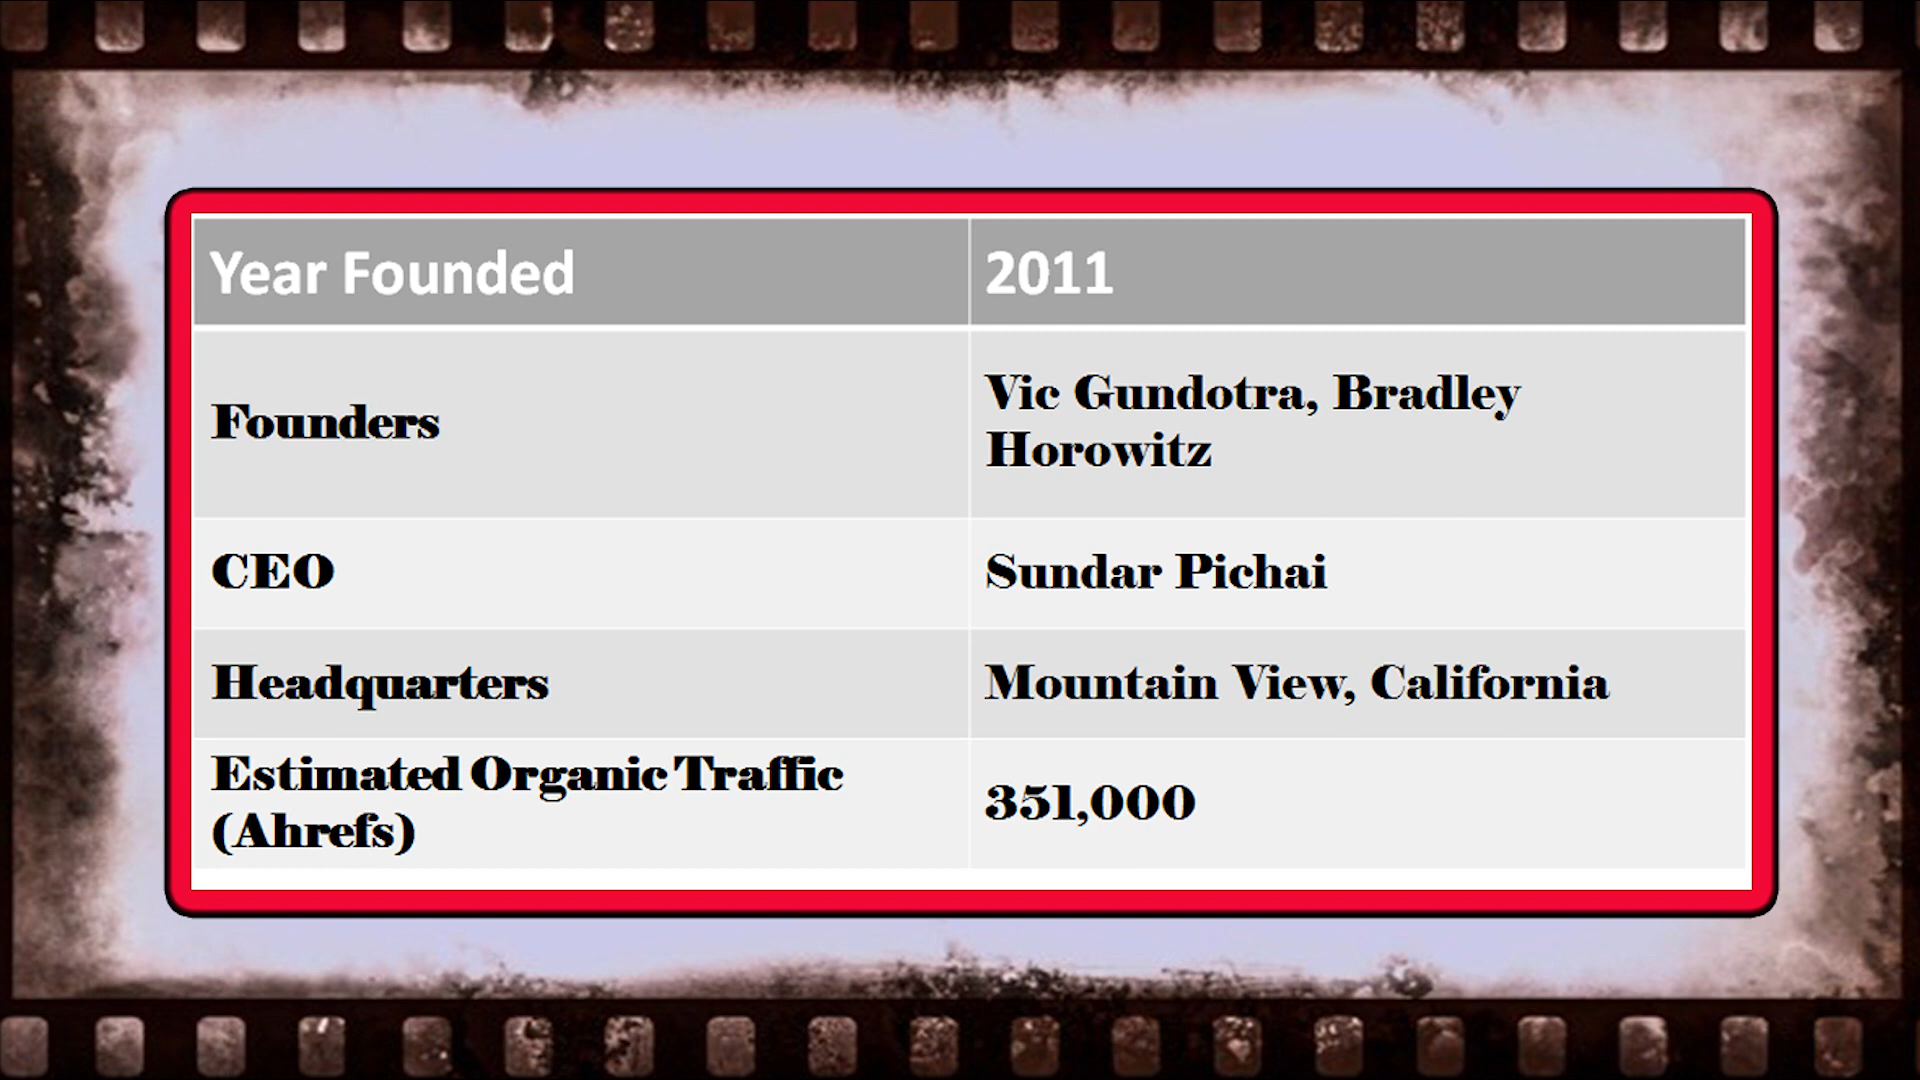 Year Founded
2011
Founders
Vic Gundotra, Bradley
Horowitz
CEO
Sundar Pichai
Headquarters
Mountain View, California
Estimated Organic Traffic
(Ahrefs)
351,000